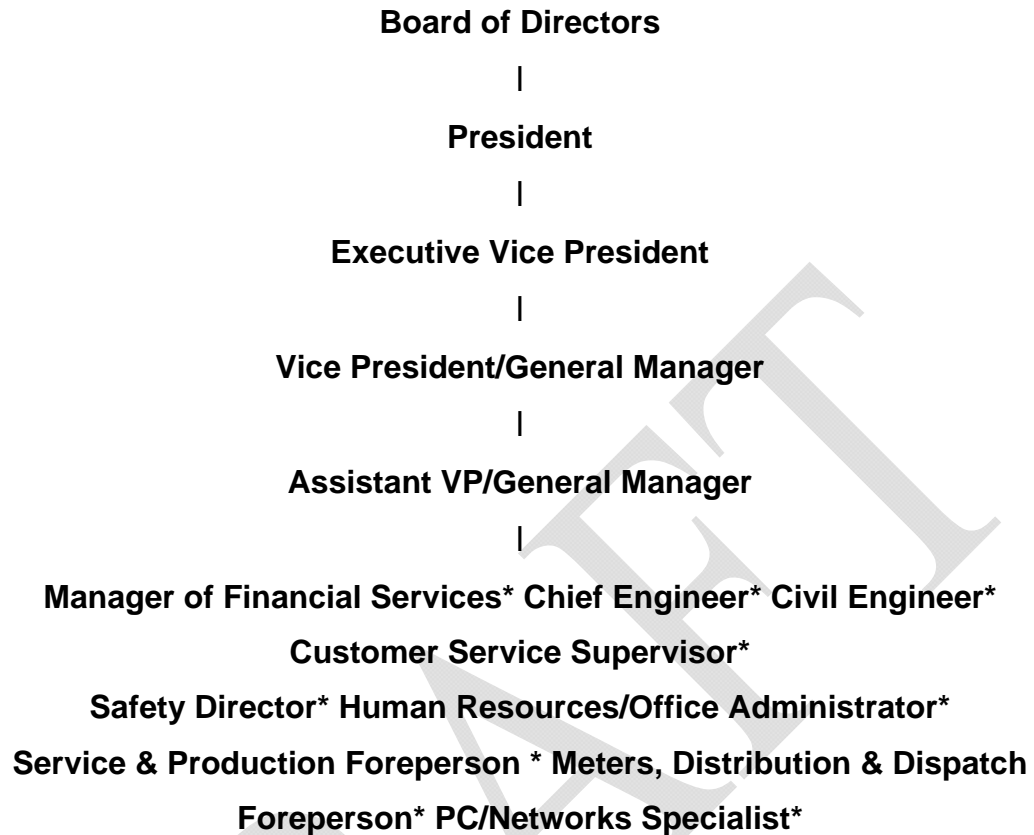 Board of Directors
|
President
|
Executive Vice President
|
Vice President/General Manager
|
Assistant VP/General Manager
|
Manager of Financial Services* Chief Engineer* Civil Engineer*
Customer Service Supervisor*
Safety Director* Human Resources/Office Administrator*
Service & Production Foreperson * Meters, Distribution & Dispatch
Foreperson* PC/Networks Specialist*
AFT